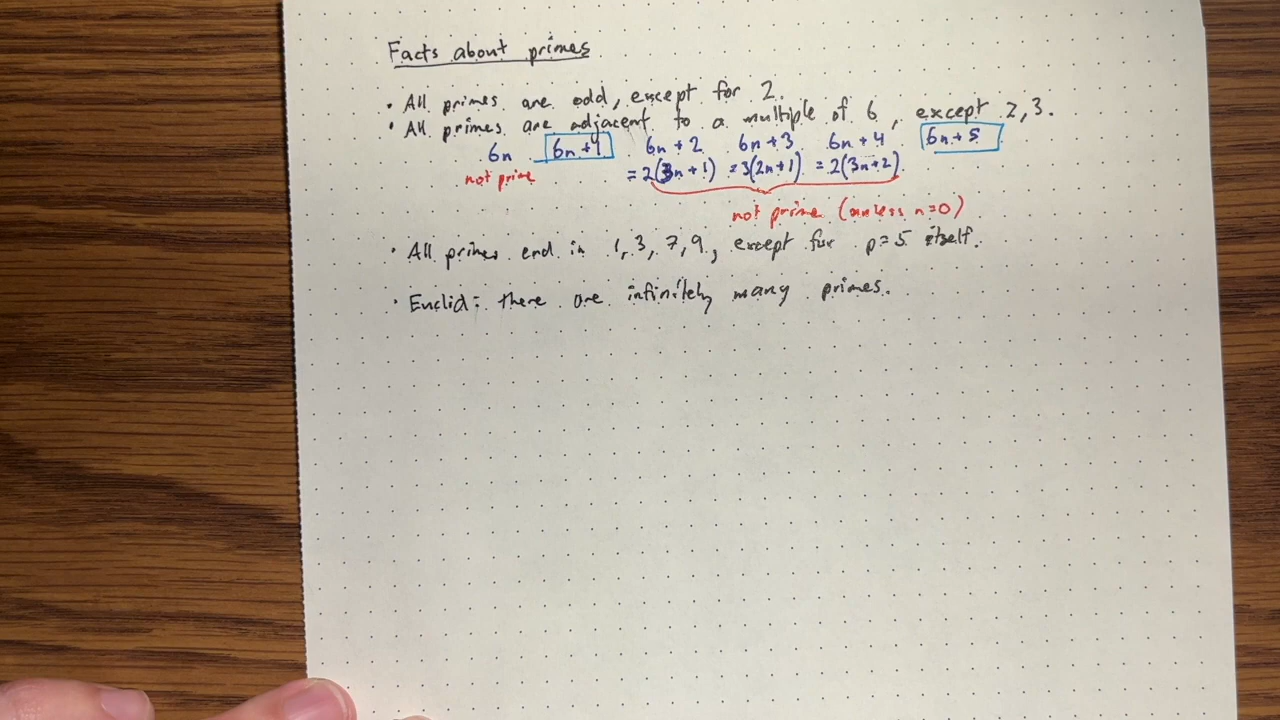 Facts about primes
• All primes are odd, except for 2.
• All primes are adjacent to a multiple of 6, except 2,3.
6n 6n+1 6n+2 6n+3 6n+4 6n+5
not prime =2(3n+1) =3(2n+1) =2(3n+2)
not prime (unless n=0)
• All primes end in 1,3,7,9, except for p=5 itself.
• Euclid: there are infinitely many primes.